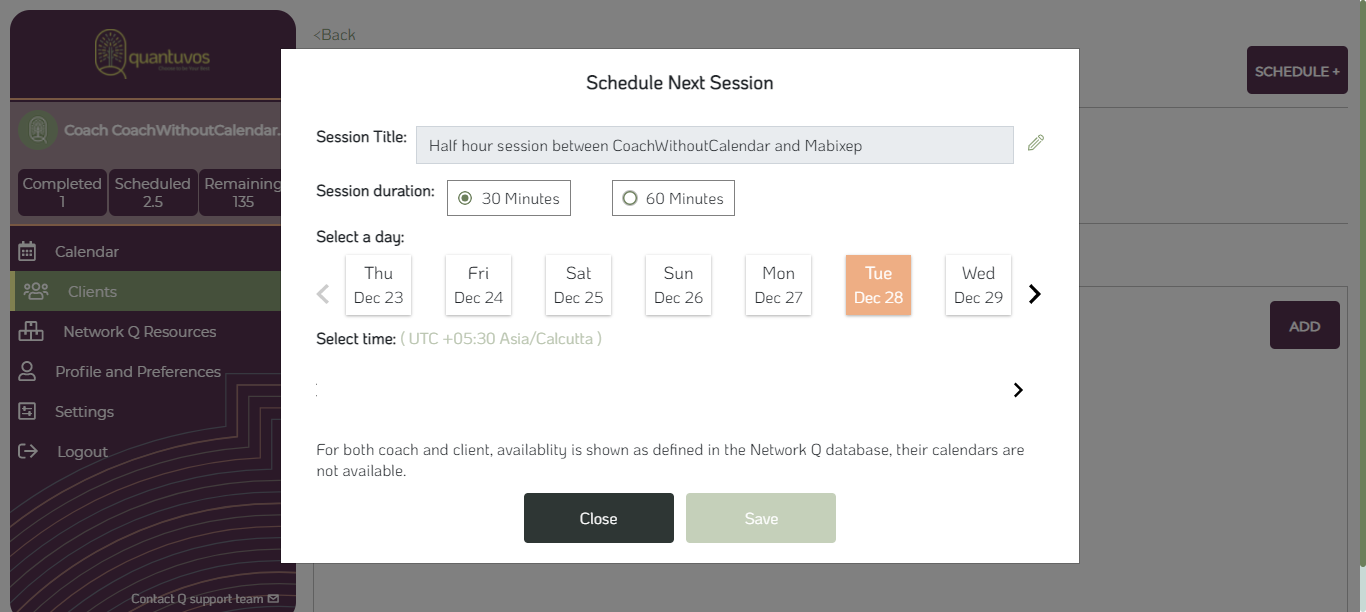 quantuvos
<Back
SCHEDULE +
Coach CoachWithoutCalendar.
Completed Scheduled Remaining
1 2.5 135
Calendar
Clients
Network Q Resources
Profile and Preferences
Settings
Logout
Contact Q support team
Schedule Next Session
Session Title: Half hour session between CoachWithoutCalendar and Mabixep
Session duration: 30 Minutes 60 Minutes
Select a day:
Thu Fri Sat Sun Mon Tue Wed
Dec 23 Dec 24 Dec 25 Dec 26 Dec 27 Dec 28 Dec 29
Select time: ( UTC +05:30 Asia/Calcutta )
For both coach and client, availablity is shown as defined in the Network Q database, their calendars are
not available.
Close Save
ADD